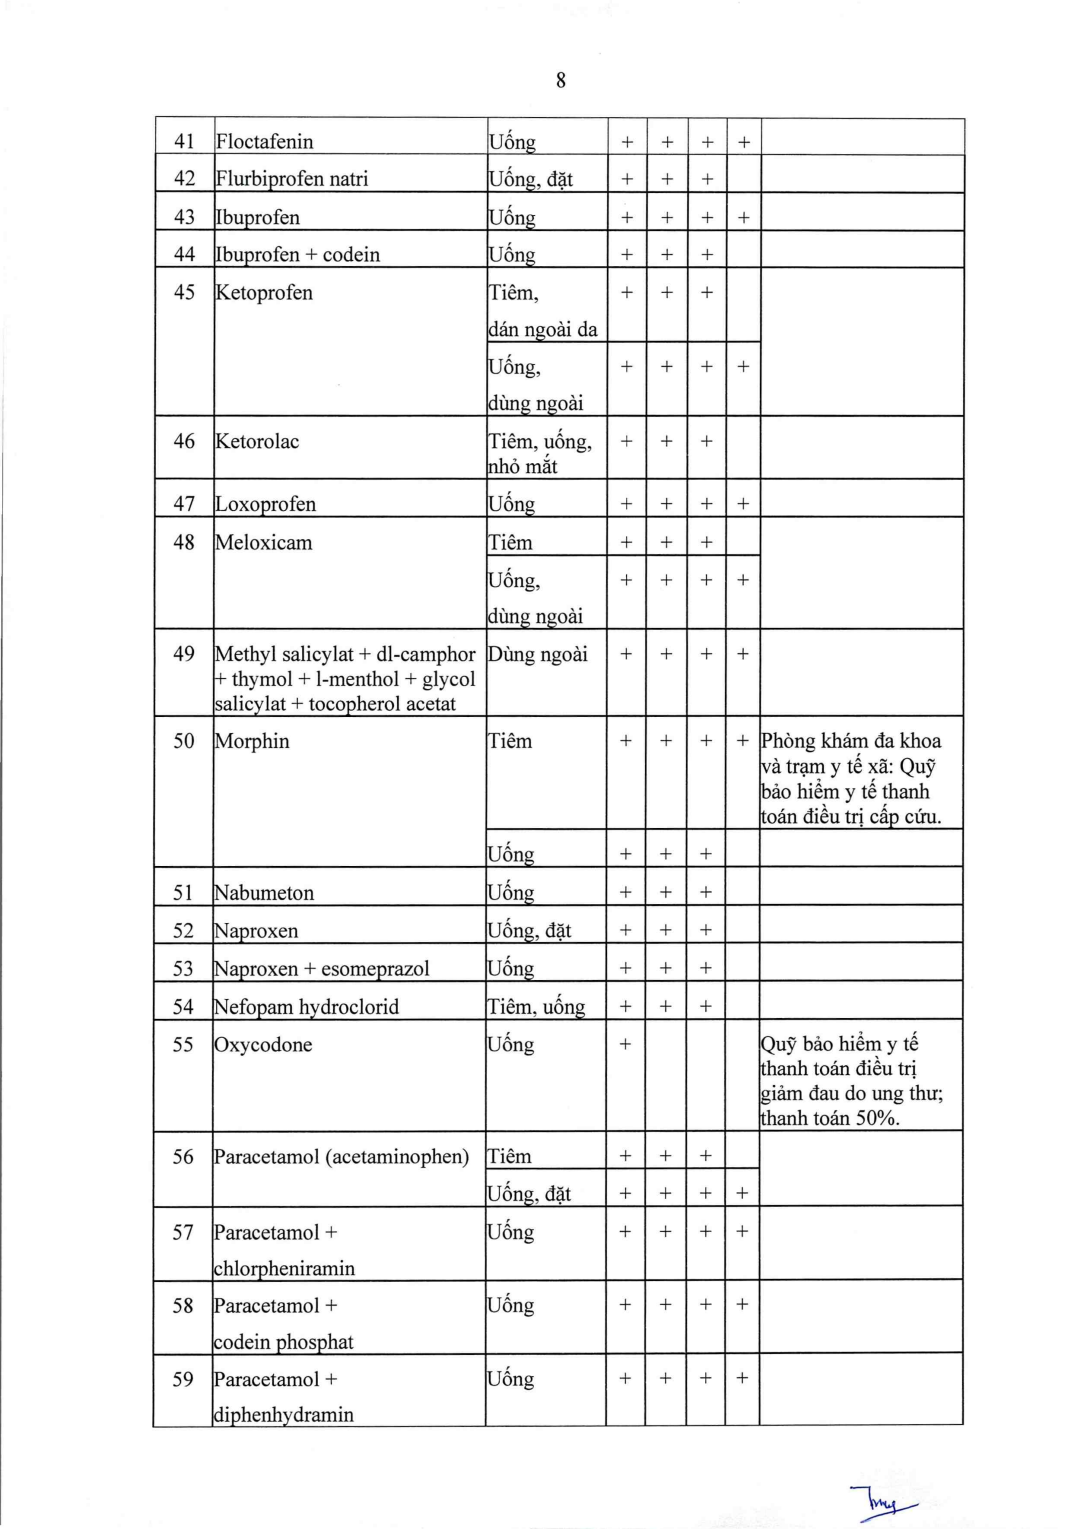 8
41 Floctafenin Uống + + + +
42 Flurbiprofen natri Uống, đặt + + +
43 Ibuprofen Uống + + + +
44 Ibuprofen + codein Uống + + +
45 Ketoprofen Tiêm, + + +
dán ngoài da
Uống, + + + +
dùng ngoài
46 Ketorolac Tiêm, uống, + + +
nhỏ mắt
47 Loxoprofen Uống + + + +
48 Meloxicam Tiêm + + +
Uống, + + + +
dùng ngoài
49 Methyl salicylat + dl-camphor Dùng ngoài + + + +
+ thymol + l-menthol + glycol
salicylat + tocopherol acetat
50 Morphin Tiêm + + + + Phòng khám đa khoa
và trạm y tế xã: Quỹ
bảo hiểm y tế thanh
toán điều trị cấp cứu.
Uống + + +
51 Nabumeton Uống + + +
52 Naproxen Uống, đặt + + +
53 Naproxen + esomeprazol Uống + + +
54 Nefopam hydroclorid Tiêm, uống + + +
55 Oxycodone Uống + Quỹ bảo hiểm y tế
thanh toán điều trị
giảm đau do ung thư;
thanh toán 50%.
56 Paracetamol (acetaminophen) Tiêm + + +
Uống, đặt + + + +
57 Paracetamol + Uống + + + +
chlorpheniramin
58 Paracetamol + Uống + + + +
codein phosphat
59 Paracetamol + Uống + + + +
diphenhydramin